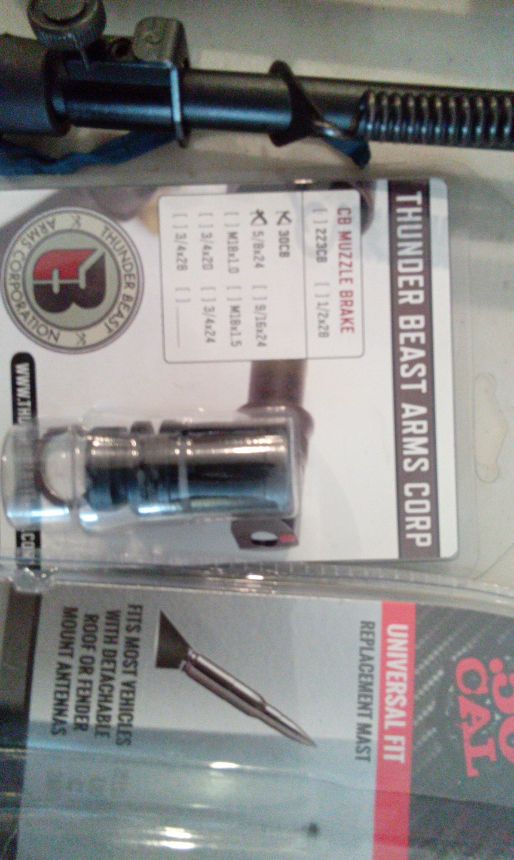 THUNDER BEAST ARMS CORP
CB MUZZLE BRAKE
[ ] 223CB [ ] 1/2x28
[X] 30CB
[X] 5/8x24 [ ] 9/16x24
[ ] M18x1.0 [ ] M18x1.5
[ ] 3/4x20 [ ] 3/4x24
[ ] 3/4x28 [ ] ____
THUNDER BEAST
ARMS CORPORATION
.50
CAL
UNIVERSAL FIT
REPLACEMENT MAST
FITS MOST VEHICLES
WITH DETACHABLE
ROOF OR FENDER
MOUNT ANTENNAS